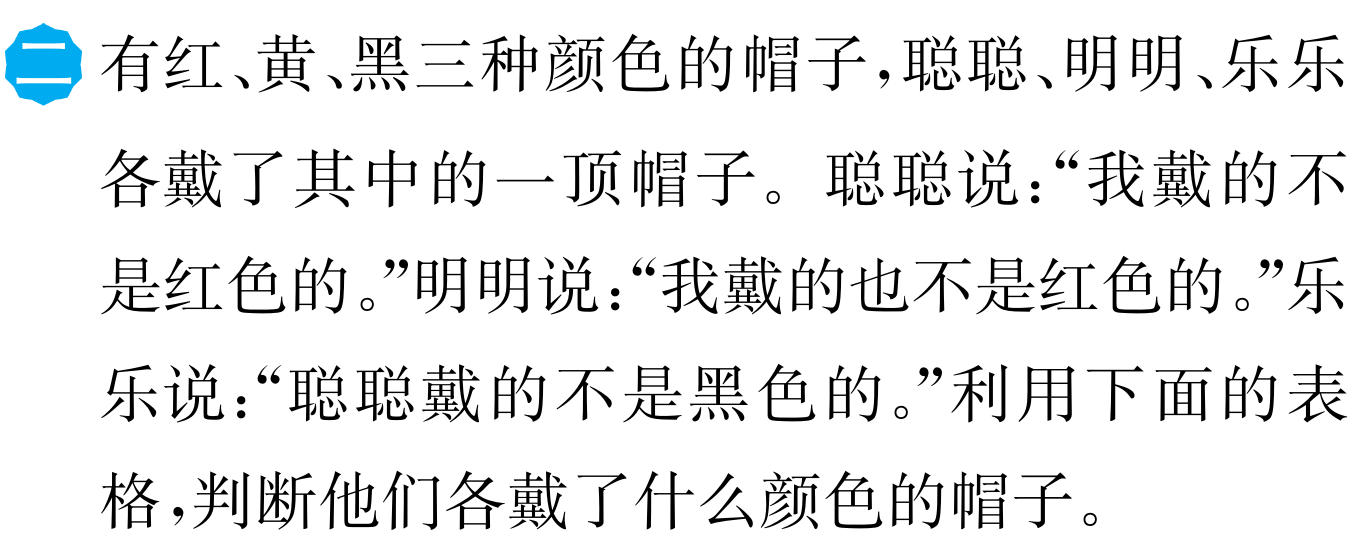 二 有红、黄、黑三种颜色的帽子,聪聪、明明、乐乐
各戴了其中的一顶帽子。聪聪说:“我戴的不
是红色的。”明明说:“我戴的也不是红色的。”乐
乐说:“聪聪戴的不是黑色的。”利用下面的表
格,判断他们各戴了什么颜色的帽子。